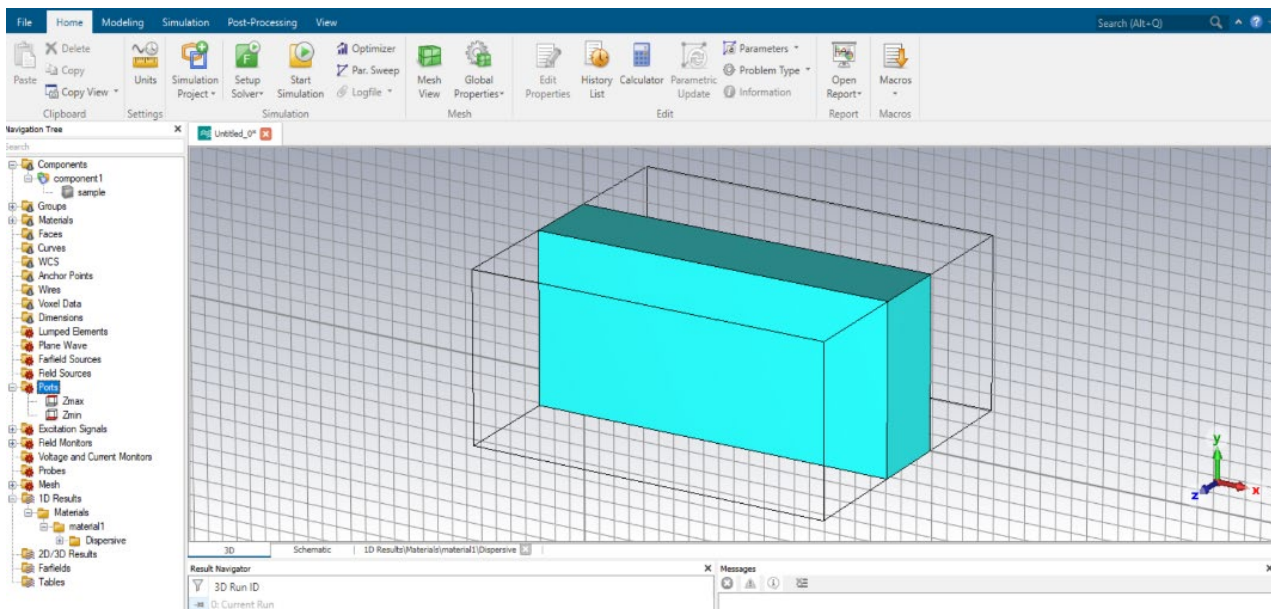 File Home Modeling Simulation Post-Processing View Search (Alt+Q)
Paste Delete Copy Copy View Units Simulation Project Setup Solver Start Simulation Optimizer Par. Sweep Logfile Mesh View Global Properties Edit Properties History List Calculator Parametric Update Parameters Problem Type Information Open Report Macros
Clipboard Settings Simulation Mesh Edit Report Macros
Navigation Tree X Untitled_0*
Search
Components
component1
sample
Groups
Materials
Faces
Curves
WCS
Anchor Points
Wires
Voxel Data
Dimensions
Lumped Elements
Plane Wave
Farfield Sources
Field Sources
Ports
Zmax
Zmin
Excitation Signals
Field Monitors
Voltage and Current Monitors
Probes
Mesh
1D Results
Materials
material1
Dispersive
2D/3D Results
Farfields
Tables
y
z x
3D Schematic 1D Results\Materials\material1\Dispersive
Result Navigator X Messages X
3D Run ID
0: Current Run